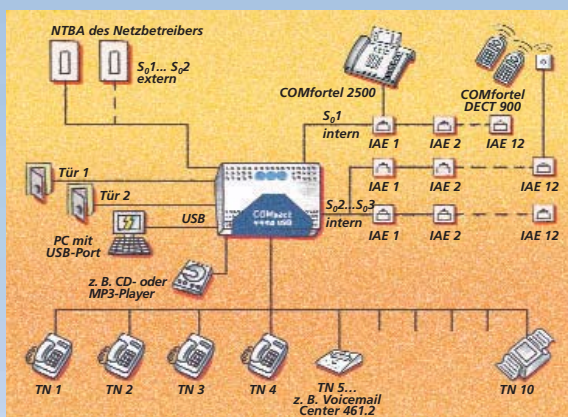 NTBA des Netzbetreibers
S₀1... S₀2
extern
COMfortel 2500
COMfortel
DECT 900
S₀1
intern
IAE 1
IAE 2
IAE 12
Tür 1
Tür 2
USB
PC mit
USB-Port
COMpact
USB
S₀2...S₀3
intern
IAE 1
IAE 2
IAE 12
IAE 1
IAE 2
IAE 12
z. B. CD- oder
MP3-Player
TN 1
TN 2
TN 3
TN 4
TN 5...
z. B. Voicemail
Center 461.2
TN 10